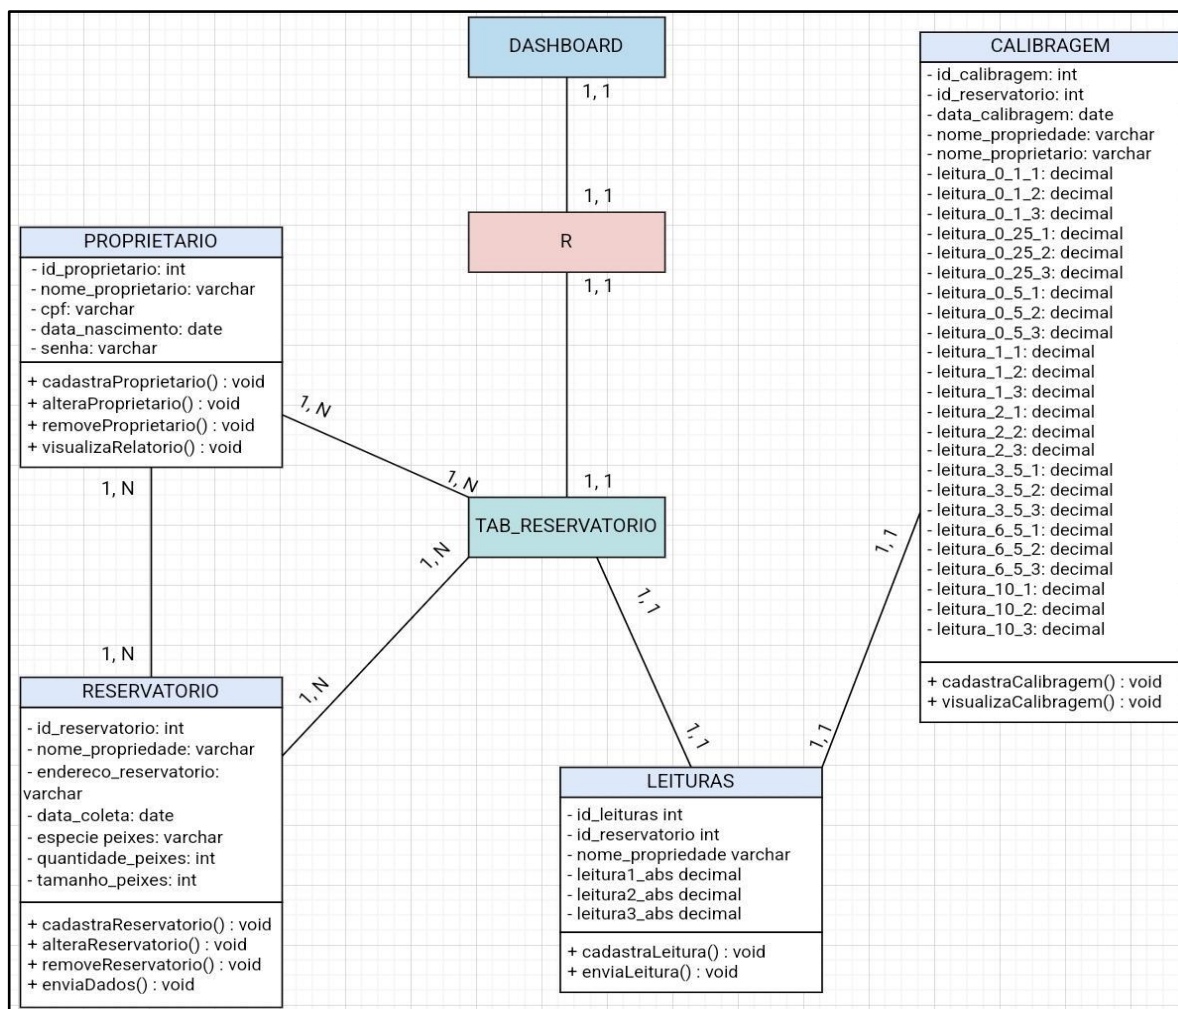 DASHBOARD
1, 1
1, 1
R
1, 1
1, 1
TAB_RESERVATORIO
PROPRIETARIO
- id_proprietario: int
- nome_proprietario: varchar
- cpf: varchar
- data_nascimento: date
- senha: varchar
+ cadastraProprietario() : void
+ alteraProprietario() : void
+ removeProprietario() : void
+ visualizaRelatorio() : void
1, N
1, N
1, N
1, N
1, N
1, N
RESERVATORIO
- id_reservatorio: int
- nome_propriedade: varchar
- endereco_reservatorio:
varchar
- data_coleta: date
- especie peixes: varchar
- quantidade_peixes: int
- tamanho_peixes: int
+ cadastraReservatorio() : void
+ alteraReservatorio() : void
+ removeReservatorio() : void
+ enviaDados() : void
1,1
1,1
LEITURAS
- id_leituras int
- id_reservatorio int
- nome_propriedade varchar
- leitura1_abs decimal
- leitura2_abs decimal
- leitura3_abs decimal
+ cadastraLeitura() : void
+ enviaLeitura() : void
1,1
1,1
CALIBRAGEM
- id_calibragem: int
- id_reservatorio: int
- data_calibragem: date
- nome_propriedade: varchar
- nome_proprietario: varchar
- leitura_0_1_1: decimal
- leitura_0_1_2: decimal
- leitura_0_1_3: decimal
- leitura_0_25_1: decimal
- leitura_0_25_2: decimal
- leitura_0_25_3: decimal
- leitura_0_5_1: decimal
- leitura_0_5_2: decimal
- leitura_0_5_3: decimal
- leitura_1_1: decimal
- leitura_1_2: decimal
- leitura_1_3: decimal
- leitura_2_1: decimal
- leitura_2_2: decimal
- leitura_2_3: decimal
- leitura_3_5_1: decimal
- leitura_3_5_2: decimal
- leitura_3_5_3: decimal
- leitura_6_5_1: decimal
- leitura_6_5_2: decimal
- leitura_6_5_3: decimal
- leitura_10_1: decimal
- leitura_10_2: decimal
- leitura_10_3: decimal
+ cadastraCalibragem() : void
+ visualizaCalibragem() : void